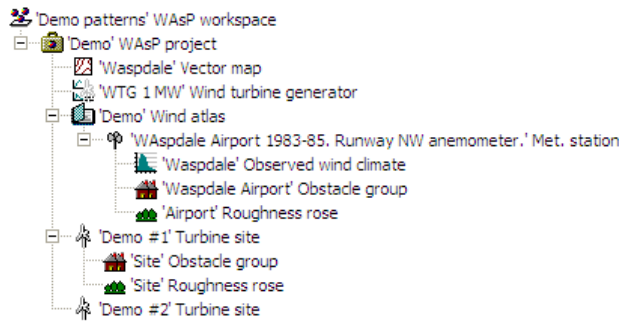 'Demo patterns' WAsP workspace
'Demo' WAsP project
'Waspdale' Vector map
'WTG 1 MW' Wind turbine generator
'Demo' Wind atlas
'WAspdale Airport 1983-85. Runway NW anemometer.' Met. station
'Waspdale' Observed wind climate
'Waspdale Airport' Obstacle group
'Airport' Roughness rose
'Demo #1' Turbine site
'Site' Obstacle group
'Site' Roughness rose
'Demo #2' Turbine site